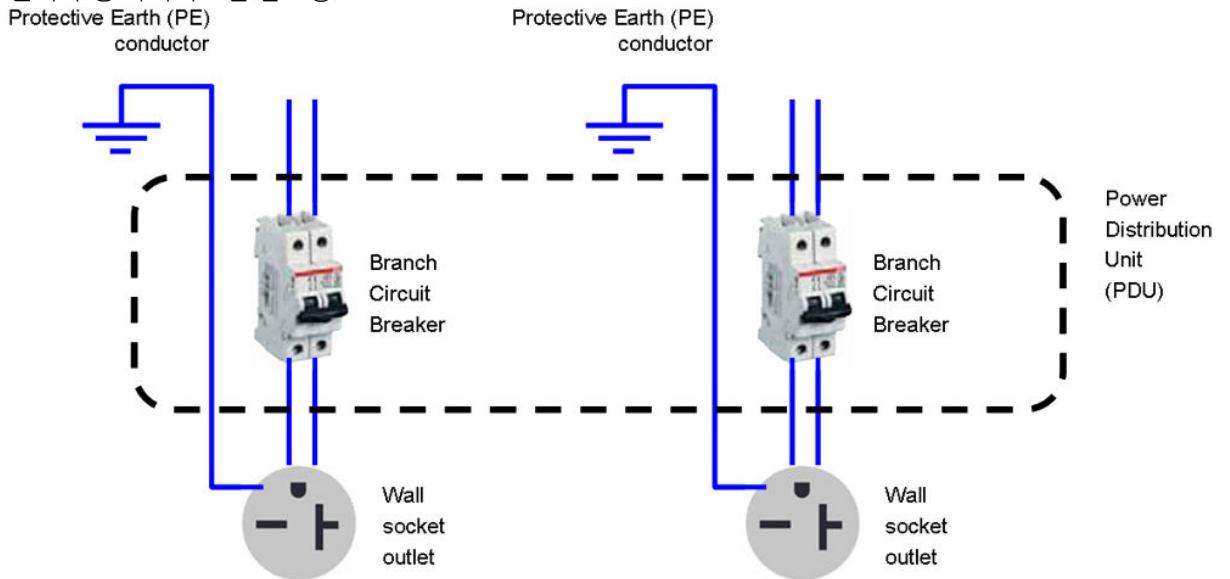 Protective Earth (PE)
conductor
Protective Earth (PE)
conductor
Branch
Circuit
Breaker
Branch
Circuit
Breaker
Power
Distribution
Unit
(PDU)
Wall
socket
outlet
Wall
socket
outlet